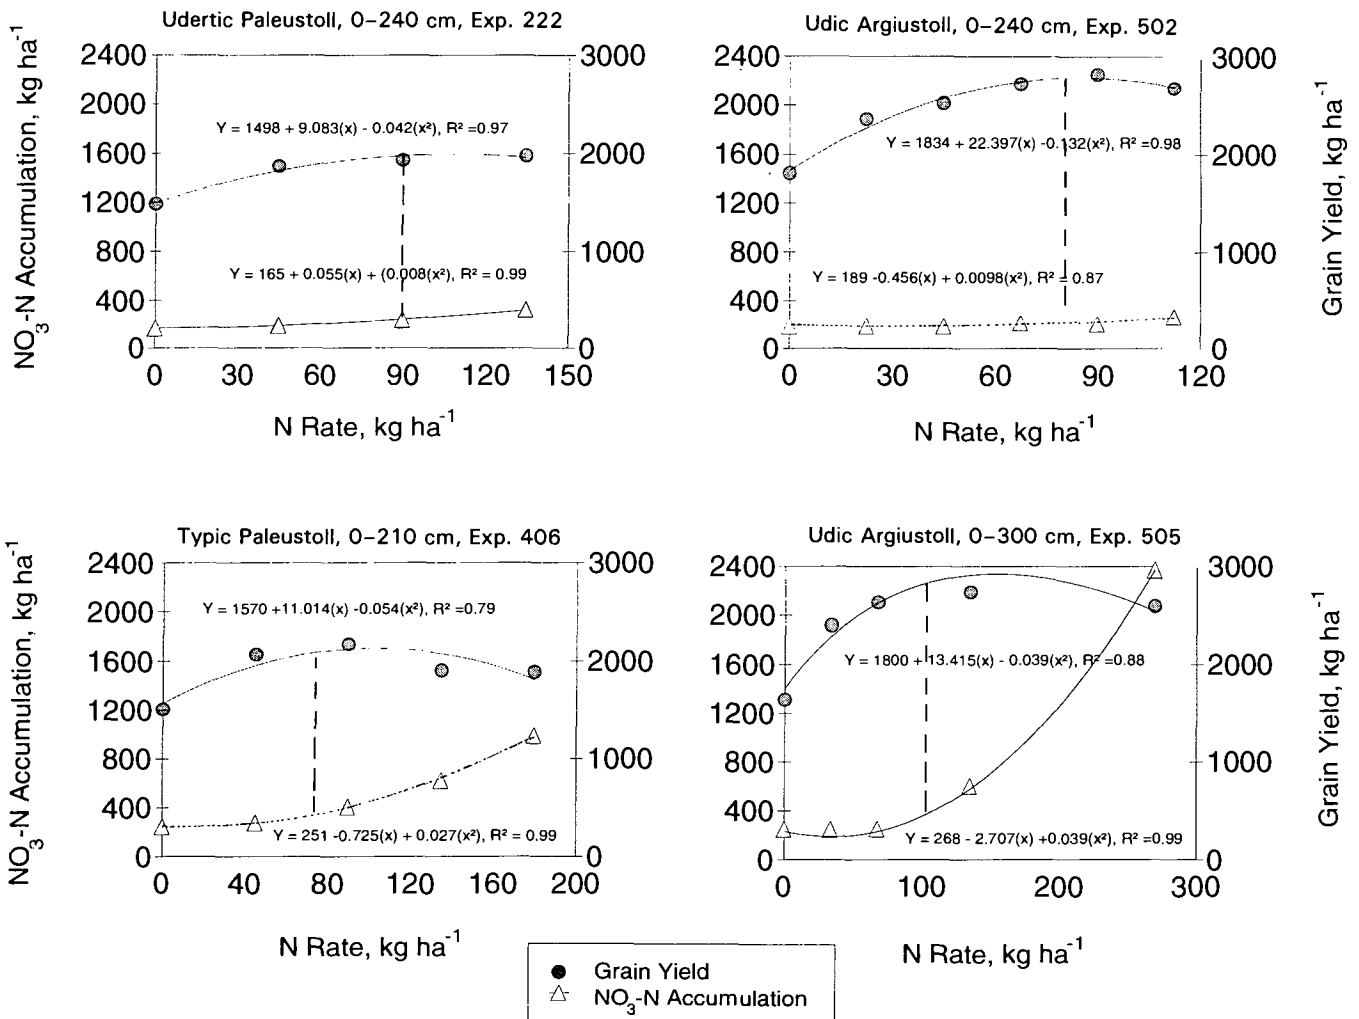 Udertic Paleustoll, 0-240 cm, Exp. 222
NO3-N Accumulation, kg ha-1
2400
2000
1600
1200
800
400
0
3000
2000
1000
0
Y = 1498 + 9.083(x) - 0.042(x²), R² = 0.97
Y = 165 + 0.055(x) + (0.008(x²), R² = 0.99
0 30 60 90 120 150
N Rate, kg ha-1
Udic Argiustoll, 0-240 cm, Exp. 502
2400
2000
1600
1200
800
400
0
3000
2000
1000
0
Grain Yield, kg ha-1
Y = 1834 + 22.397(x) -0.132(x²), R² =0.98
Y = 189 -0.456(x) + 0.0098(x²), R² = 0.87
0 30 60 90 120
N Rate, kg ha-1
Typic Paleustoll, 0-210 cm, Exp. 406
NO3-N Accumulation, kg ha-1
2400
2000
1600
1200
800
400
0
3000
2000
1000
0
Y = 1570 +11.014(x) -0.054(x²), R² =0.79
Y = 251 -0.725(x) + 0.027(x²), R² = 0.99
0 40 80 120 160 200
N Rate, kg ha-1
Udic Argiustoll, 0-300 cm, Exp. 505
2400
2000
1600
1200
800
400
0
3000
2000
1000
0
Grain Yield, kg ha-1
Y = 1800 + 13.415(x) - 0.039(x²), R² =0.88
Y = 268 - 2.707(x) +0.039(x²), R² =0.99
0 100 200 300
N Rate, kg ha-1
Grain Yield
NO3-N Accumulation